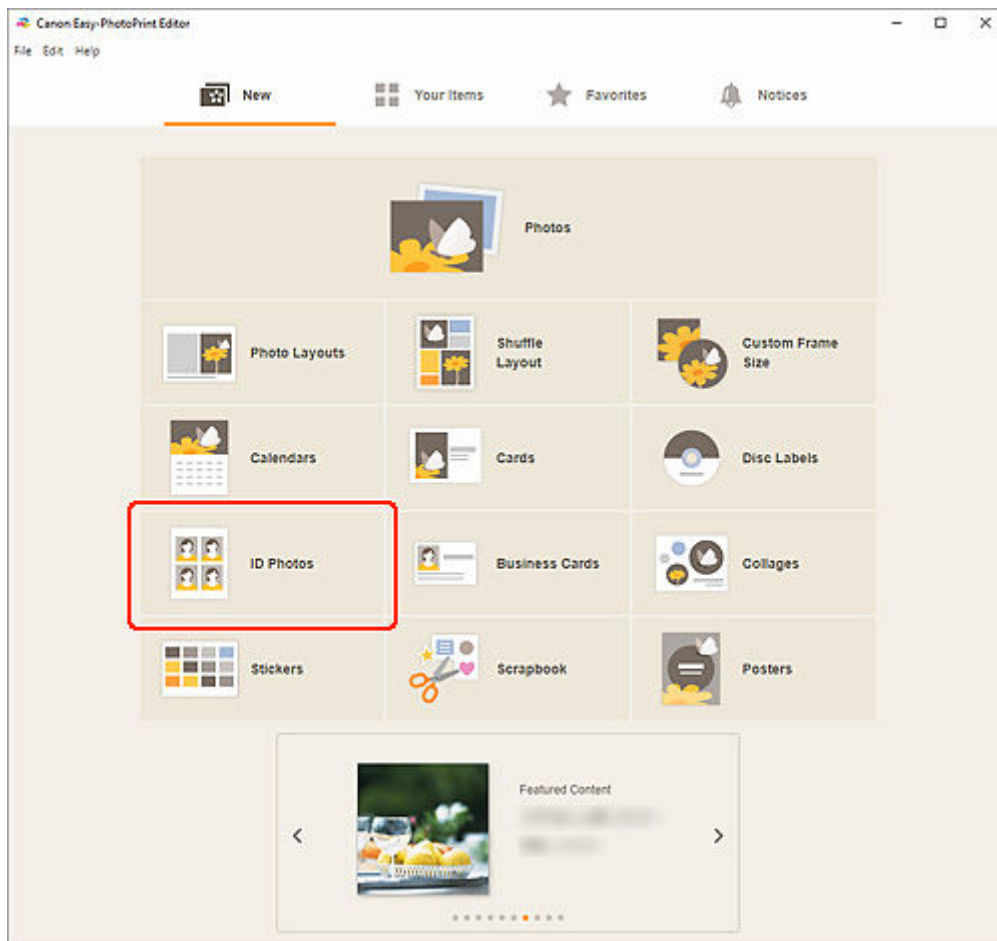 Canon Easy-PhotoPrint Editor
File Edit Help
New Your Items Favorites Notices
Photos
Photo Layouts
Shuffle
Layout
Custom Frame
Size
Calendars
Cards
Disc Labels
ID Photos
Business Cards
Collages
Stickers
Scrapbook
Posters
Featured Content